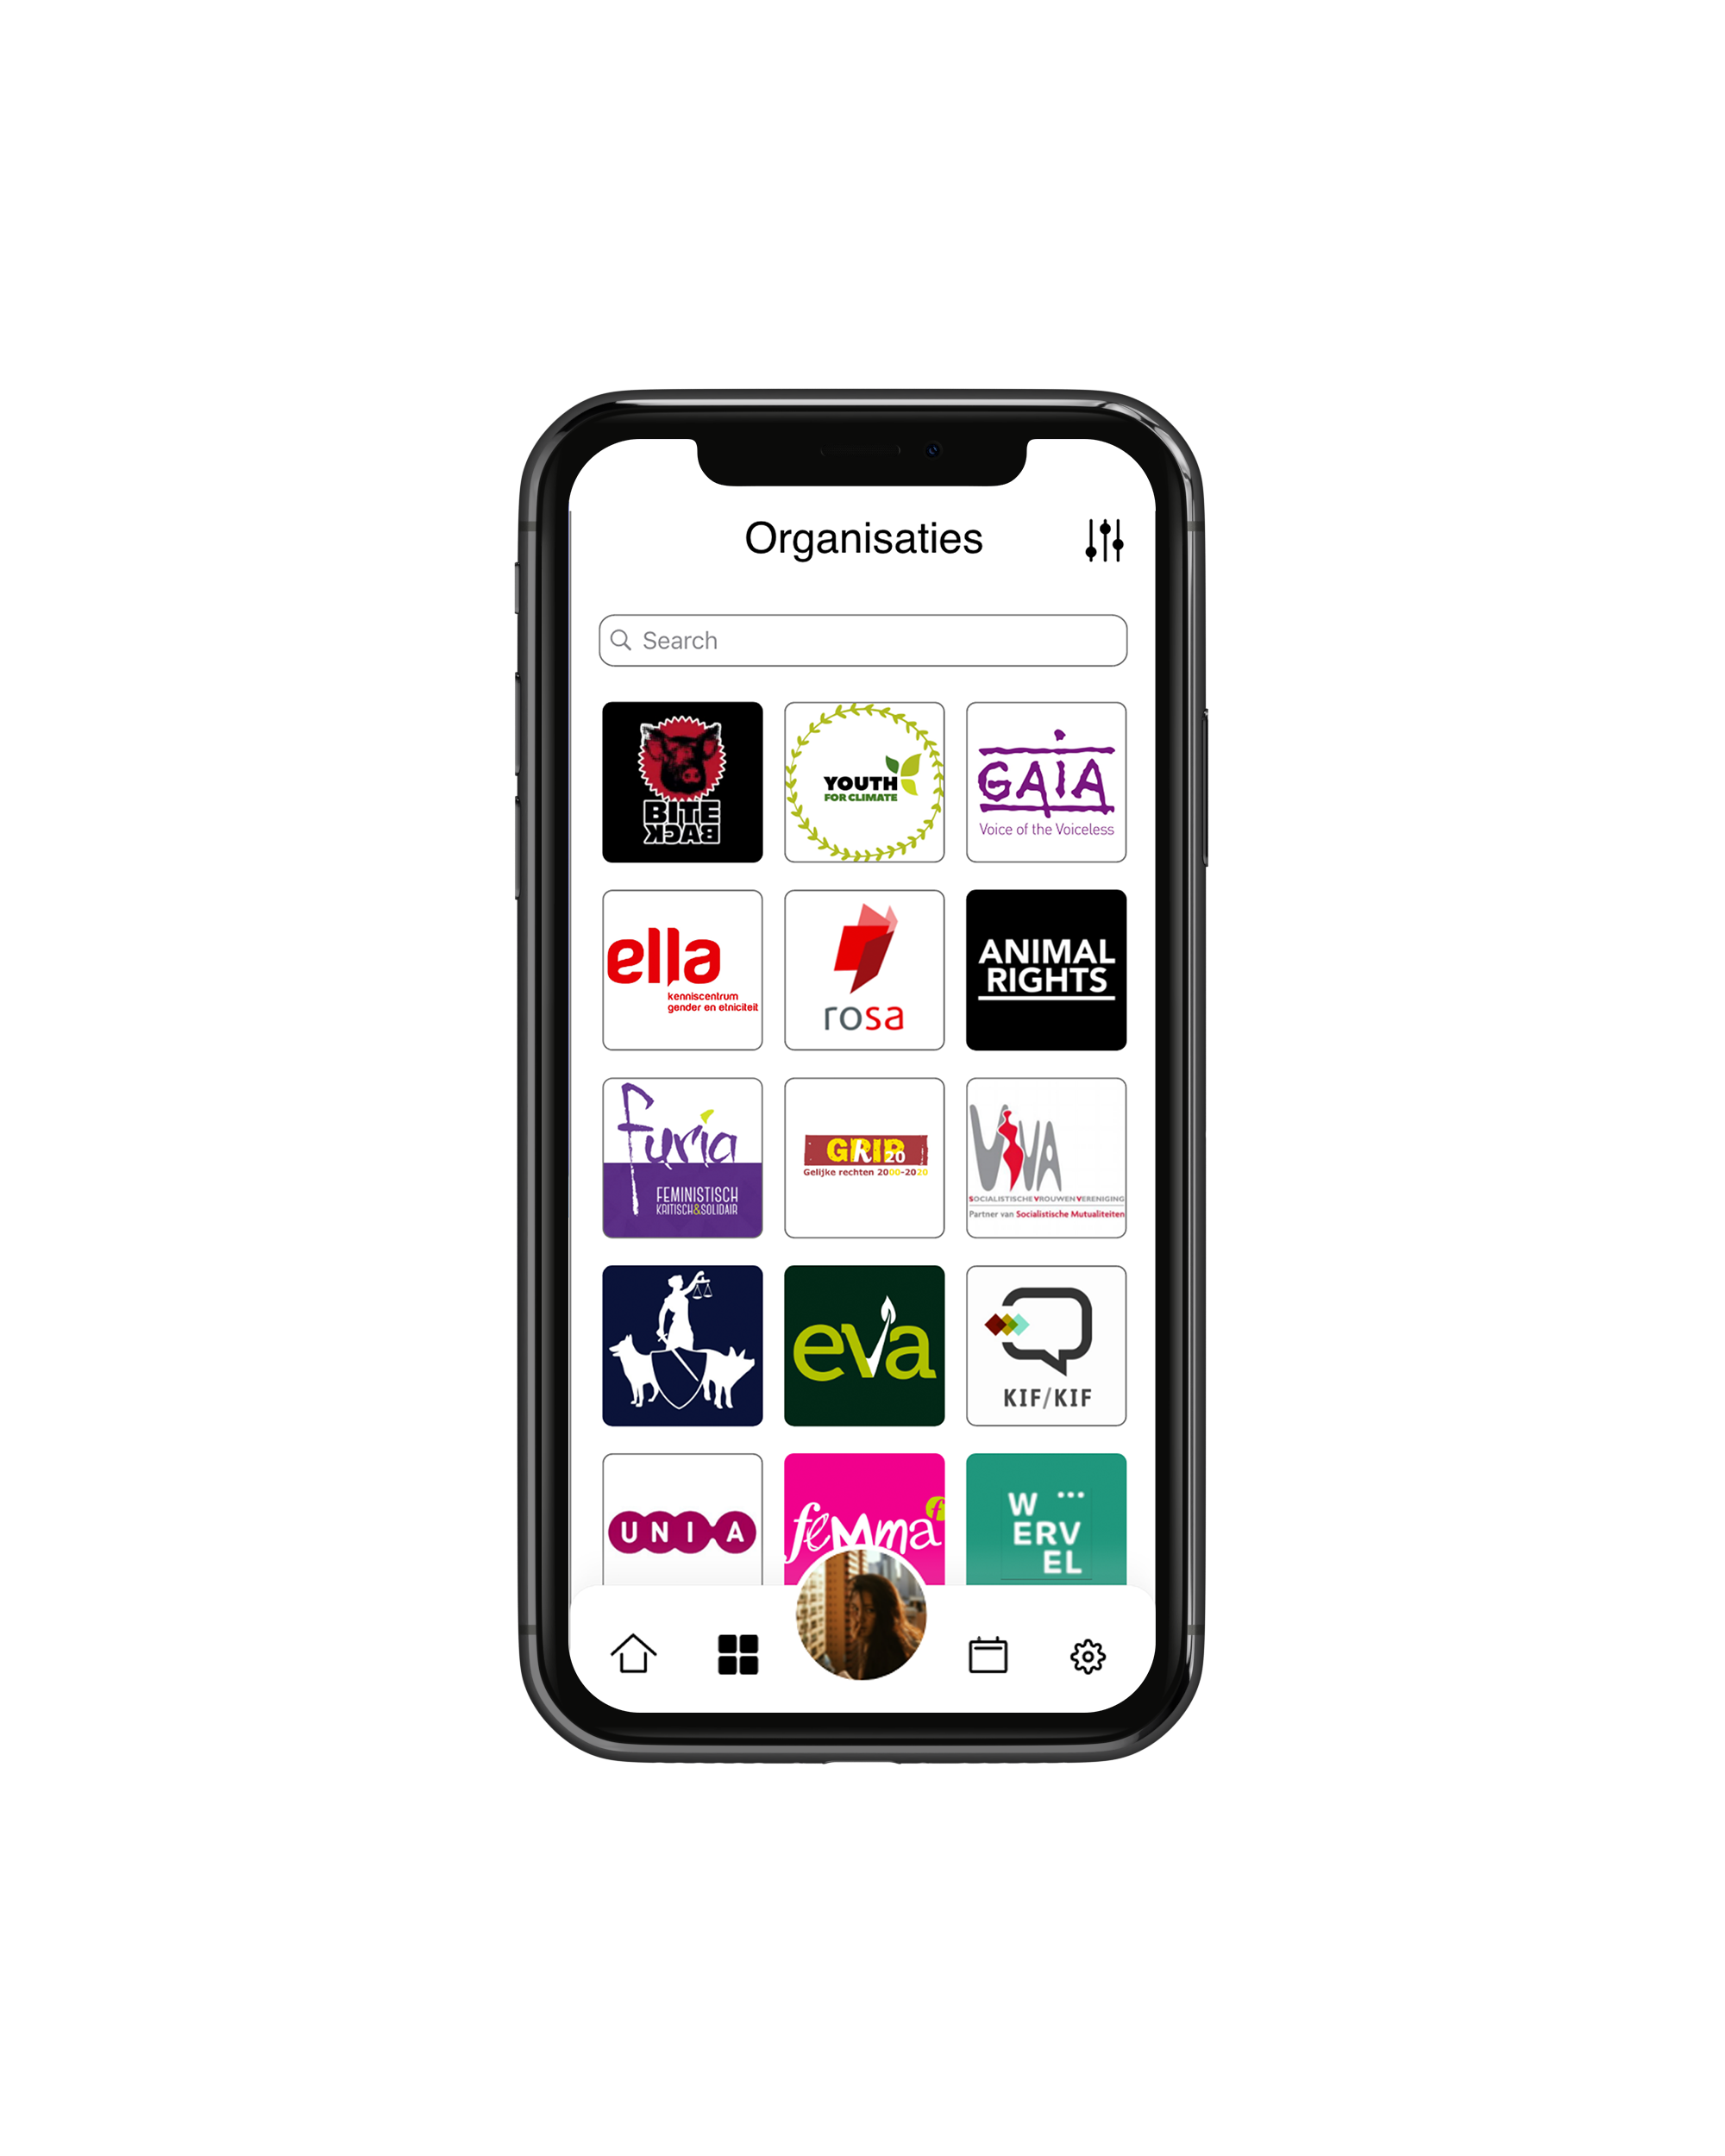 Organisaties
Search
BITE
BACK
YOUTH
FOR CLIMATE
GAIA
Voice of the Voiceless
ella
kenniscentrum
gender en etniciteit
rosa
ANIMAL
RIGHTS
furia
FEMINISTISCH
KRITISCH&SOLIDAIR
GRIP20
Gelijke rechten 2000-2020
VIVA
SOCIALISTISCHE VROUWEN VERENIGING
Partner van Socialistische Mutualiteiten
eva
KIF/KIF
UNIA
femma
f
W
ERV
EL